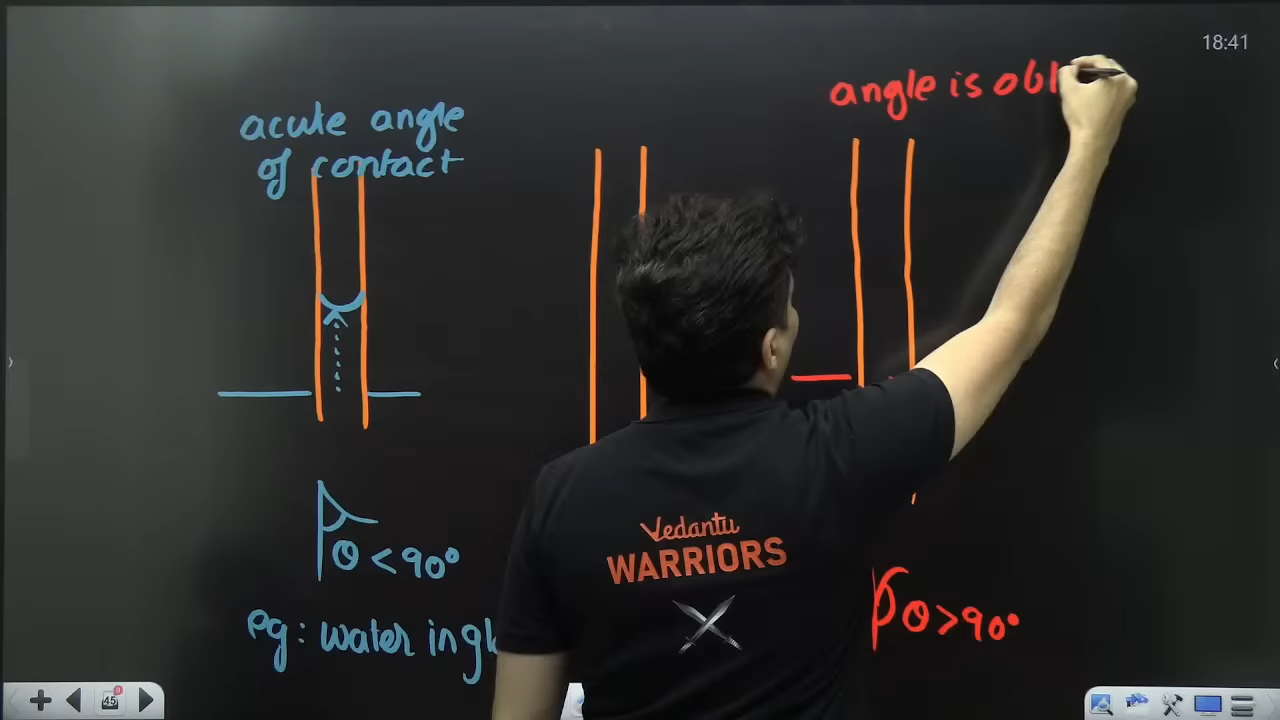 18:41
angle is obt
acute angle
of contact
θ < 90°
eg: water in gl
Vedantu
WARRIORS
θ > 90°
45